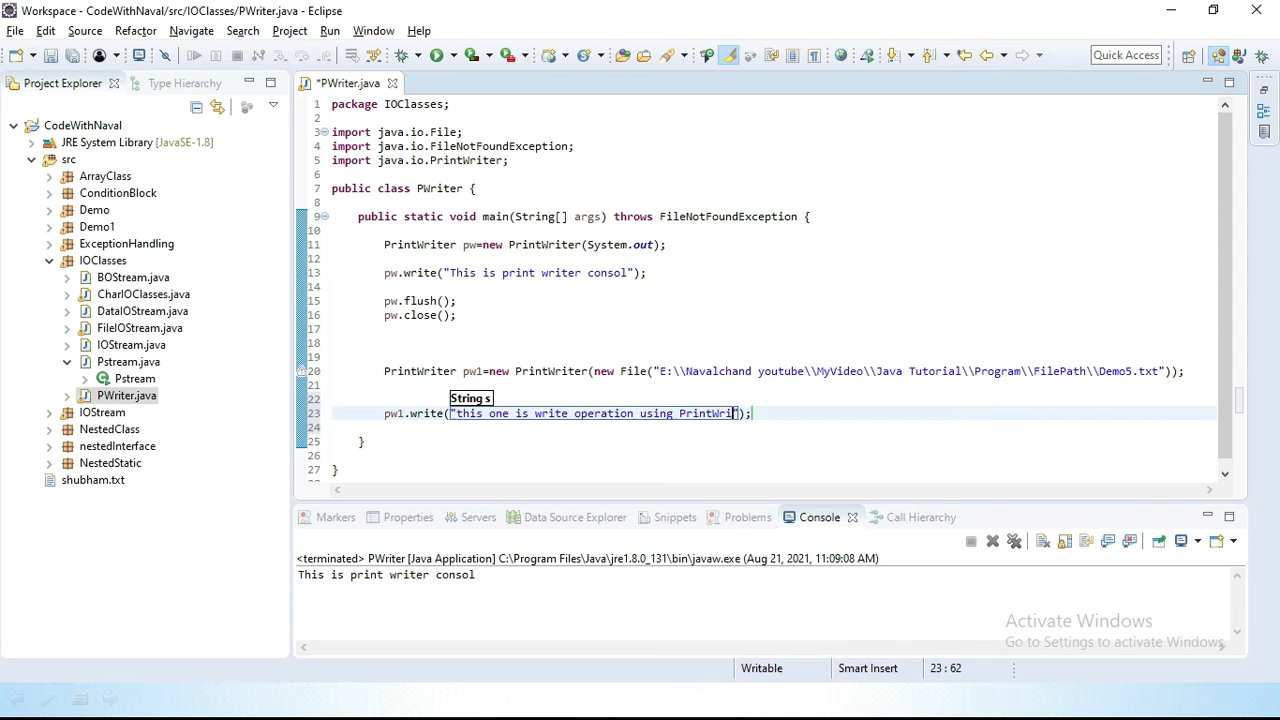 Workspace - CodeWithNaval/src/IOClasses/PWriter.java - Eclipse
File Edit Source Refactor Navigate Search Project Run Window Help
Quick Access
Project Explorer Type Hierarchy
*PWriter.java
CodeWithNaval
JRE System Library [JavaSE-1.8]
src
ArrayClass
ConditionBlock
Demo
Demo1
ExceptionHandling
IOClasses
BOStream.java
CharIOClasses.java
DataIOStream.java
FileIOStream.java
IOStream.java
Pstream.java
Pstream
PWriter.java
IOStream
NestedClass
nestedInterface
NestedStatic
shubham.txt
1 package IOClasses;
2
3 import java.io.File;
4 import java.io.FileNotFoundException;
5 import java.io.PrintWriter;
6
7 public class PWriter {
8
9 public static void main(String[] args) throws FileNotFoundException {
10
11 PrintWriter pw=new PrintWriter(System.out);
12
13 pw.write("This is print writer consol");
14
15 pw.flush();
16 pw.close();
17
18
19
20 PrintWriter pw1=new PrintWriter(new File("E:\\Navalchand youtube\\MyVideo\\Java Tutorial\\Program\\FilePath\\Demo5.txt"));
21
22 String s
23 pw1.write("this one is write operation using PrintWri");
24
25 }
26
27 }
Markers Properties Servers Data Source Explorer Snippets Problems Console Call Hierarchy
<terminated> PWriter [Java Application] C:\Program Files\Java\jre1.8.0_131\bin\javaw.exe (Aug 21, 2021, 11:09:08 AM)
This is print writer consol
Activate Windows
Go to Settings to activate Windows.
Writable Smart Insert 23 : 62